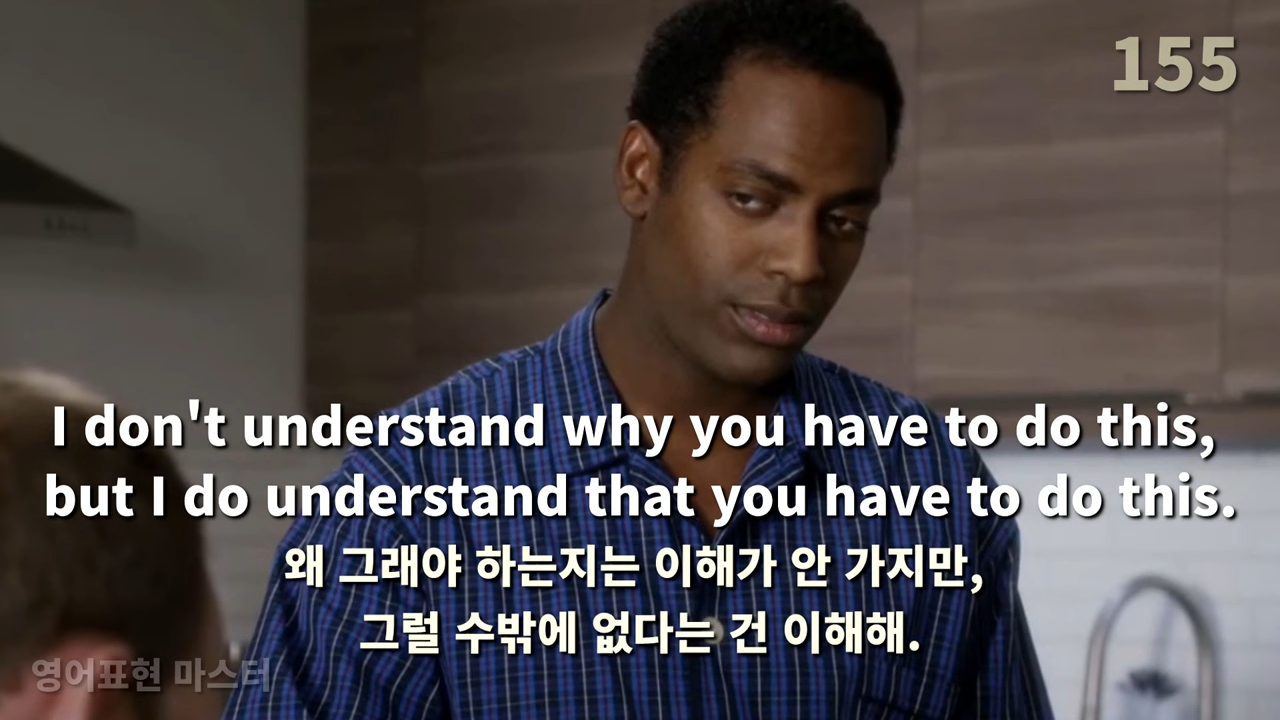 155
I don't understand why you have to do this,
but I do understand that you have to do this.
왜 그래야 하는지는 이해가 안 가지만,
그럴 수밖에 없다는 건 이해해.
영어표현 마스터